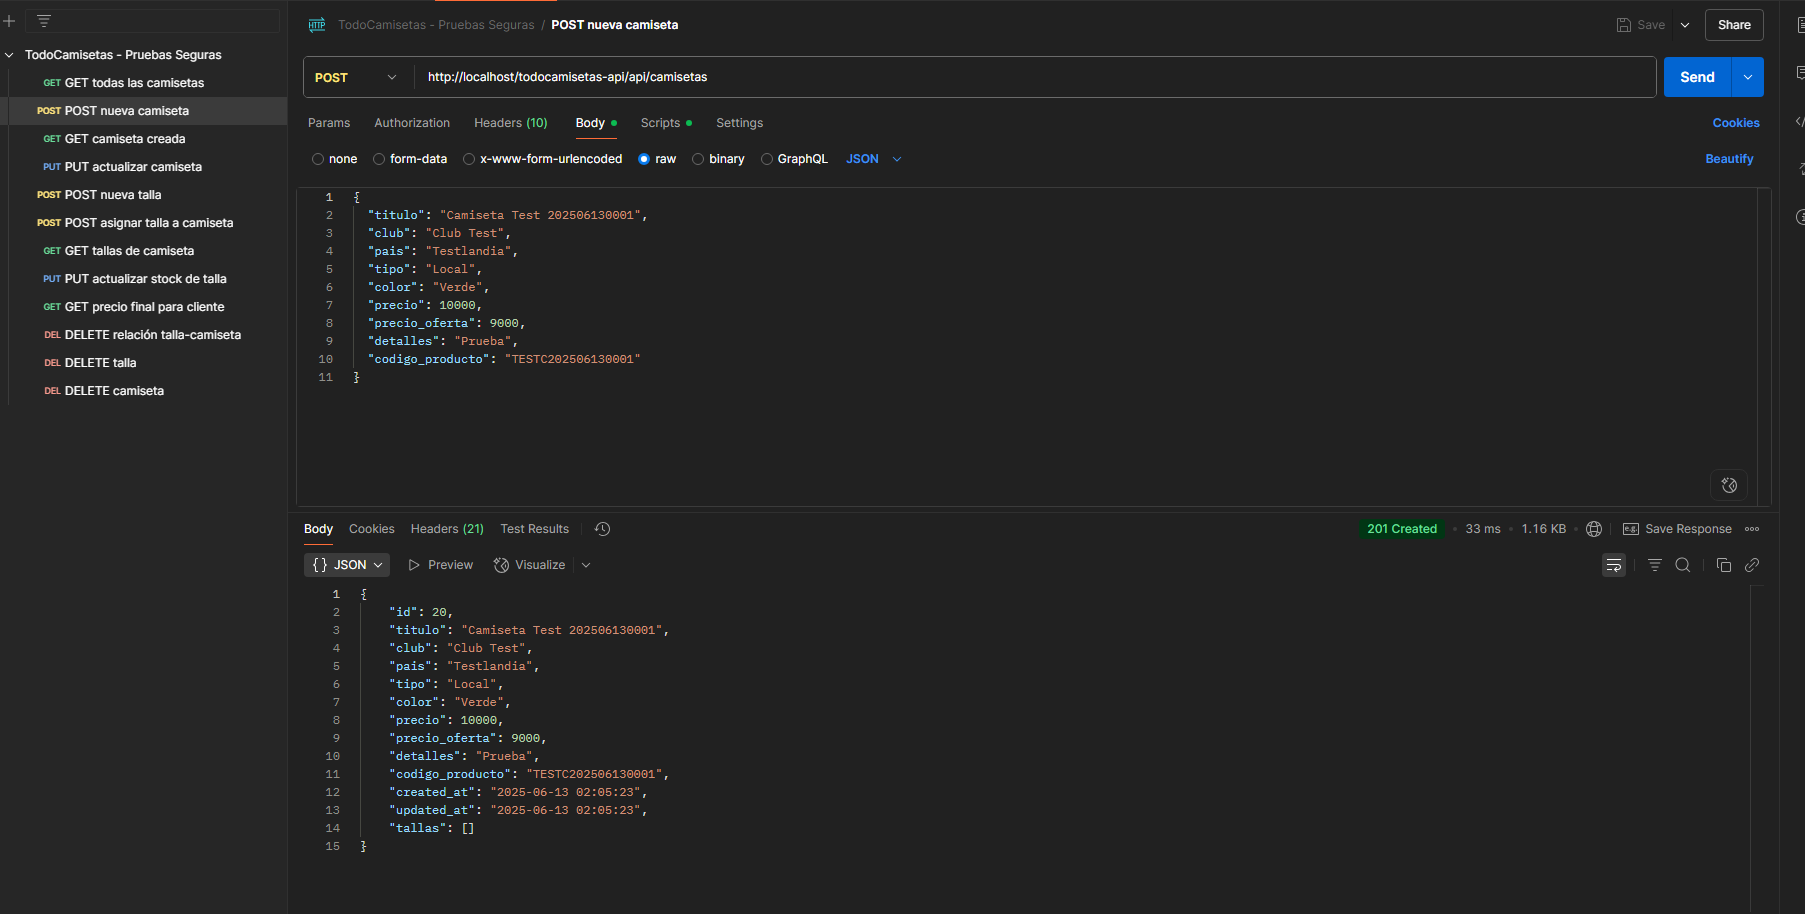 TodoCamisetas - Pruebas Seguras
GET GET todas las camisetas
POST POST nueva camiseta
GET GET camiseta creada
PUT PUT actualizar camiseta
POST POST nueva talla
POST POST asignar talla a camiseta
GET GET tallas de camiseta
PUT PUT actualizar stock de talla
GET GET precio final para cliente
DEL DELETE relación talla-camiseta
DEL DELETE talla
DEL DELETE camiseta
HTTP TodoCamisetas - Pruebas Seguras / POST nueva camiseta
Save Share
POST http://localhost/todocamisetas-api/api/camisetas Send
Params Authorization Headers (10) Body Scripts Settings Cookies
none form-data x-www-form-urlencoded raw binary GraphQL JSON Beautify
1 {
2 "titulo": "Camiseta Test 202506130001",
3 "club": "Club Test",
4 "pais": "Testlandia",
5 "tipo": "Local",
6 "color": "Verde",
7 "precio": 10000,
8 "precio_oferta": 9000,
9 "detalles": "Prueba",
10 "codigo_producto": "TESTC202506130001"
11 }
Body Cookies Headers (21) Test Results 201 Created • 33 ms • 1.16 KB • e.g. Save Response
{} JSON Preview Visualize
1 {
2 "id": 20,
3 "titulo": "Camiseta Test 202506130001",
4 "club": "Club Test",
5 "pais": "Testlandia",
6 "tipo": "Local",
7 "color": "Verde",
8 "precio": 10000,
9 "precio_oferta": 9000,
10 "detalles": "Prueba",
11 "codigo_producto": "TESTC202506130001",
12 "created_at": "2025-06-13 02:05:23",
13 "updated_at": "2025-06-13 02:05:23",
14 "tallas": []
15 }